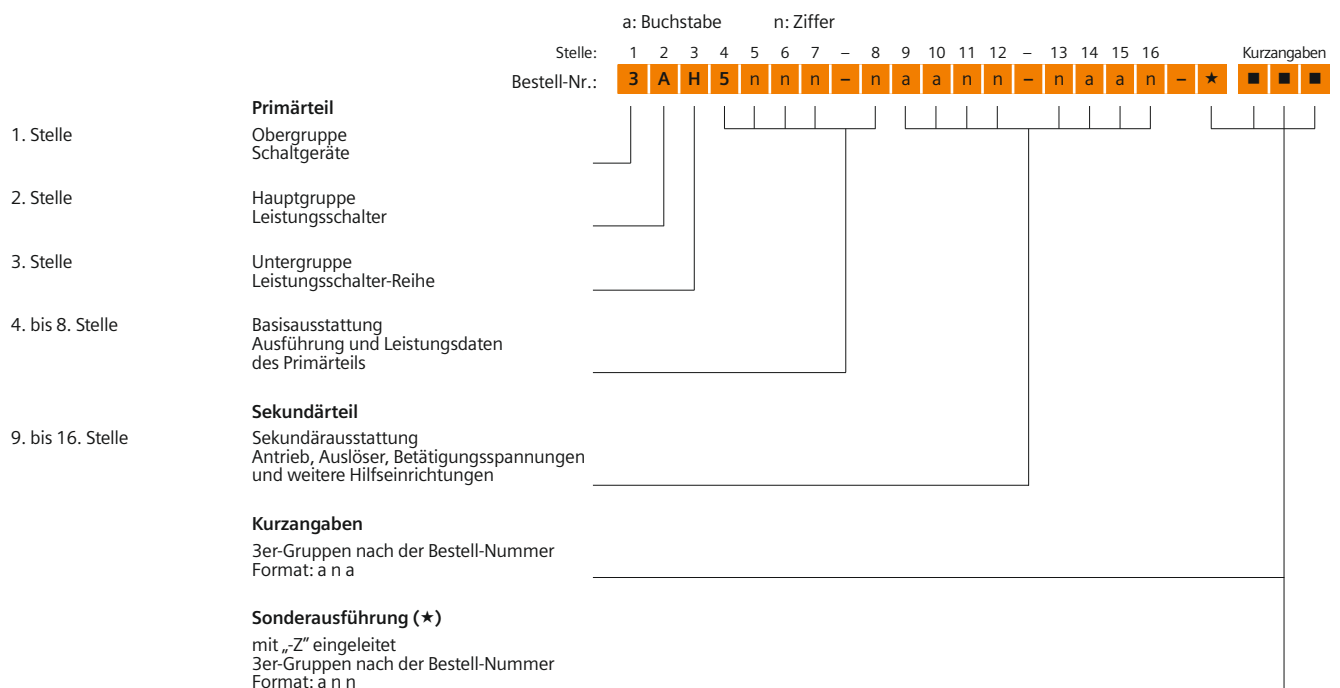 a: Buchstabe n: Ziffer
Stelle: 1 2 3 4 5 6 7 – 8 9 10 11 12 – 13 14 15 16 Kurzangaben
Bestell-Nr.: 3 A H 5 n n n – n a a n n – n a a n – ★ ■ ■ ■
Primärteil
1. Stelle Obergruppe
Schaltgeräte
2. Stelle Hauptgruppe
Leistungsschalter
3. Stelle Untergruppe
Leistungsschalter-Reihe
4. bis 8. Stelle Basisausstattung
Ausführung und Leistungsdaten
des Primärteils
Sekundärteil
9. bis 16. Stelle Sekundärausstattung
Antrieb, Auslöser, Betätigungsspannungen
und weitere Hilfseinrichtungen
Kurzangaben
3er-Gruppen nach der Bestell-Nummer
Format: a n a
Sonderausführung (★)
mit „-Z" eingeleitet
3er-Gruppen nach der Bestell-Nummer
Format: a n n